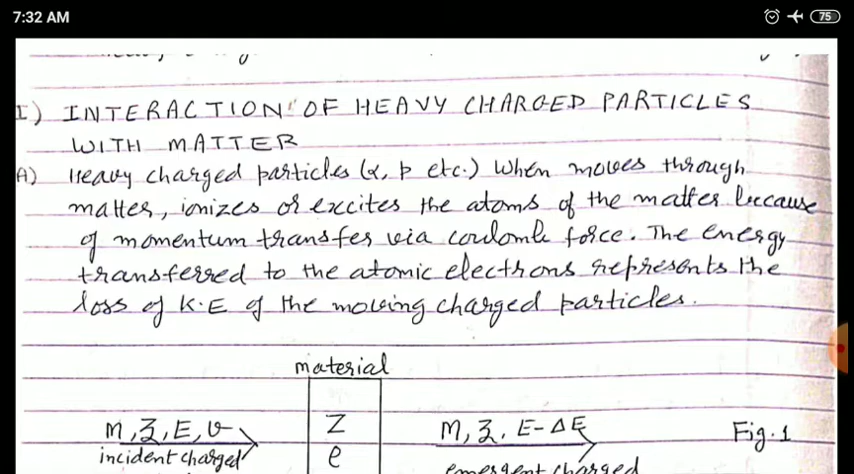 7:32 AM
75
I) INTERACTION OF HEAVY CHARGED PARTICLES
WITH MATTER
A) Heavy charged particles (α, p etc.) When moves through
matter, ionizes or excites the atoms of the matter because
of momentum transfer via coulomb force. The energy
transferred to the atomic electrons represents the
loss of K.E of the moving charged particles.
material
M, z, E, v
Z
M, z, E-ΔE
Fig. 1
incident charged
ρ
emergent charged